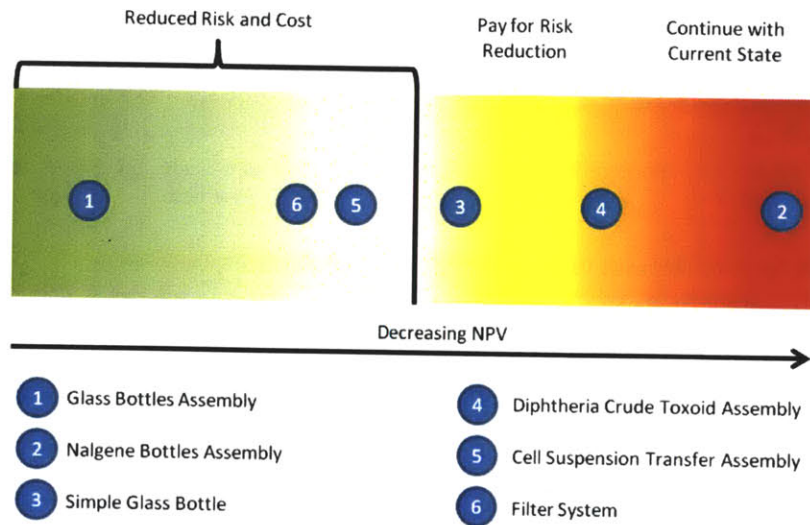 Reduced Risk and Cost
Pay for Risk
Reduction
Continue with
Current State
1
6
5
3
4
2
Decreasing NPV
1 Glass Bottles Assembly
2 Nalgene Bottles Assembly
3 Simple Glass Bottle
4 Diphtheria Crude Toxoid Assembly
5 Cell Suspension Transfer Assembly
6 Filter System